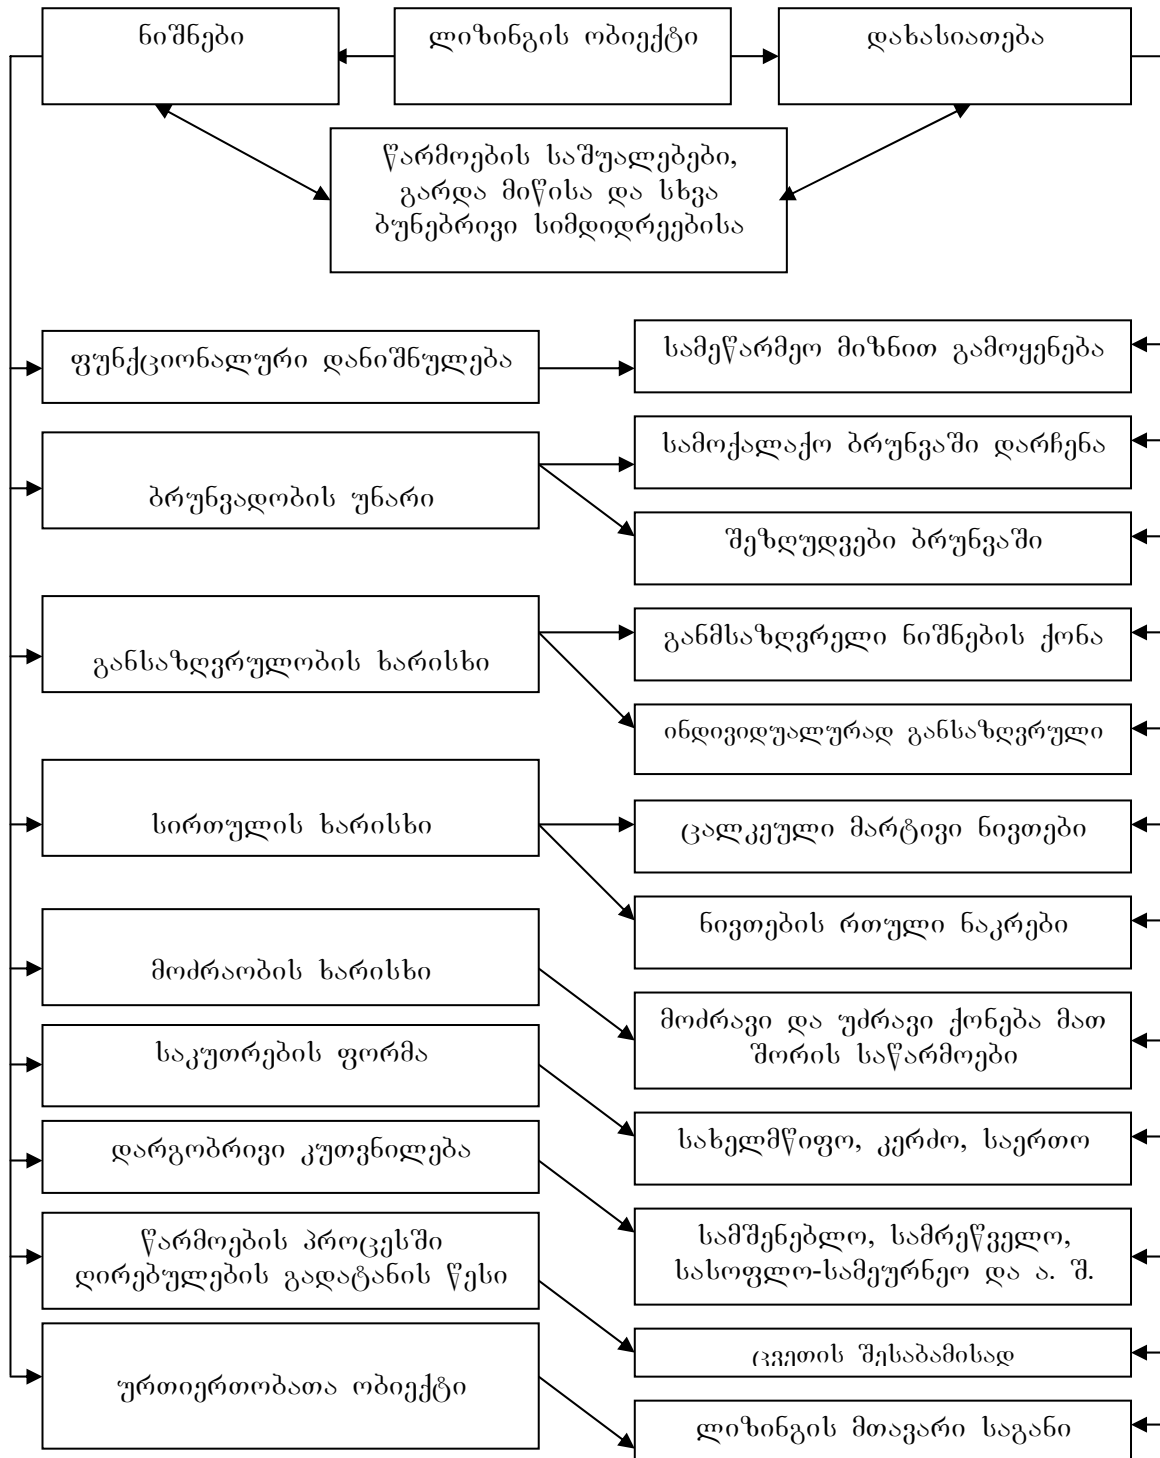 ნიშნები
ლიზინგის ობიექტი
დახასიათება
წარმოების საშუალებები,
გარდა მიწისა და სხვა
ბუნებრივი სიმდიდრეებისა
ფუნქციონალური დანიშნულება
სამეწარმეო მიზნით გამოყენება
ბრუნვადობის უნარი
სამოქალაქო ბრუნვაში დარჩენა
შეზღუდვები ბრუნვაში
განსაზღვრულობის ხარისხი
განმსაზღვრელი ნიშნების ქონა
ინდივიდუალურად განსაზღვრული
სირთულის ხარისხი
ცალკეული მარტივი ნივთები
ნივთების რთული ნაკრები
მოძრაობის ხარისხი
მოძრავი და უძრავი ქონება მათ
შორის საწარმოები
საკუთრების ფორმა
სახელმწიფო, კერძო, საერთო
დარგობრივი კუთვნილება
სამშენებლო, სამრეწველო,
სასოფლო-სამეურნეო და ა. შ.
წარმოების პროცესში
ღირებულების გადატანის წესი
ცვეთის შესაბამისად
ურთიერთობათა ობიექტი
ლიზინგის მთავარი საგანი